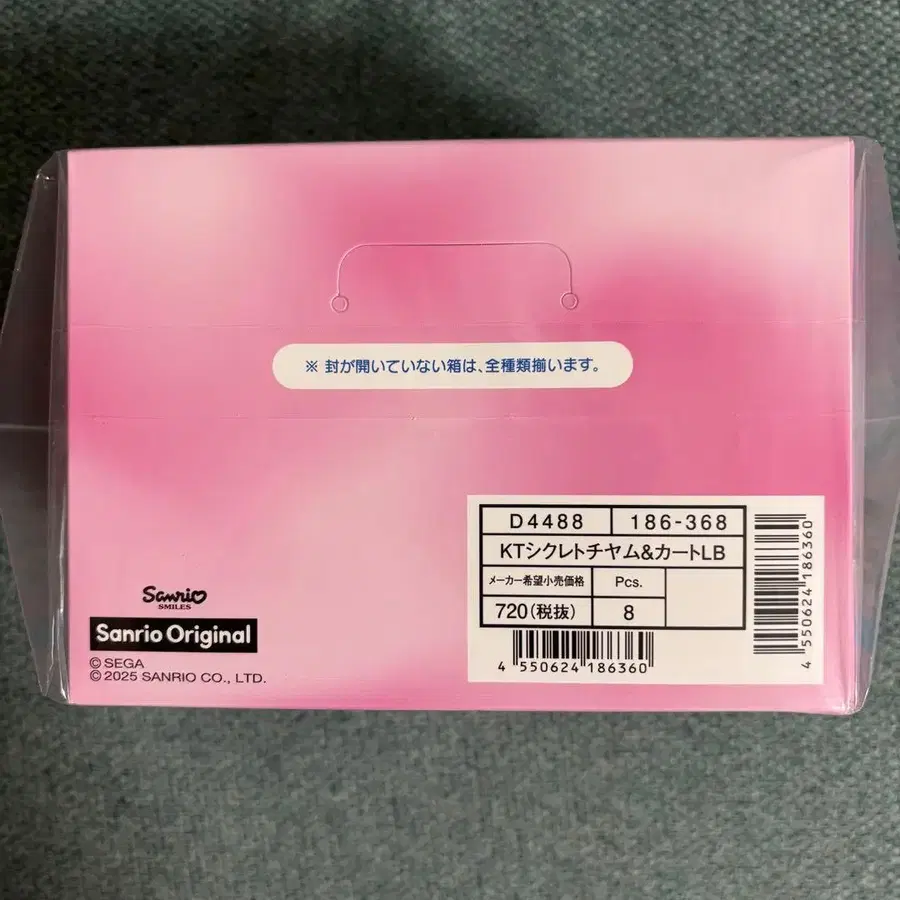 ※ 封が開いていない箱は、全種類揃います。
D4488 186-368
KTシクレトチヤム&カートLB
メーカー希望小売価格 Pcs.
720(税抜) 8
4 550624 186360
4 550624 186360
Sanrio
SMILES
Sanrio Original
© SEGA
© 2025 SANRIO CO., LTD.